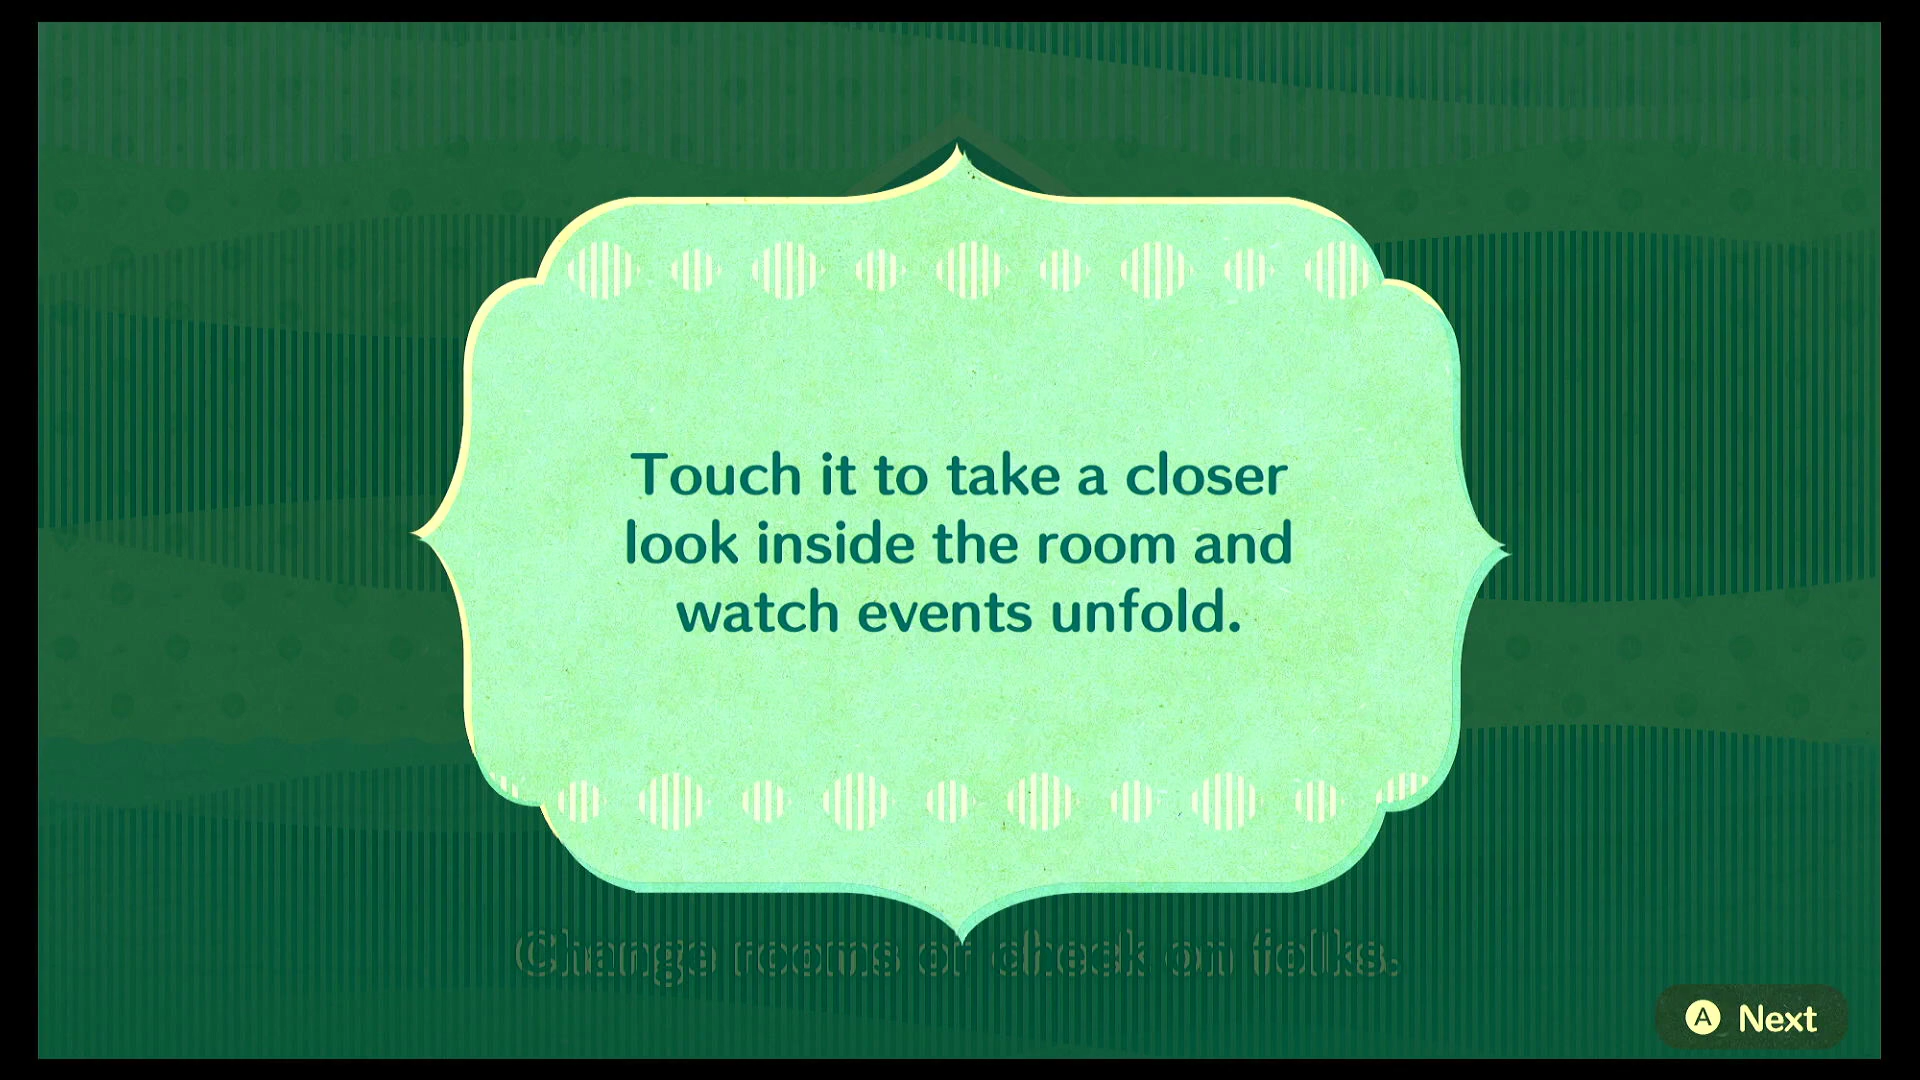 Touch it to take a closer
look inside the room and
watch events unfold.
Change rooms or check on folks.
A Next